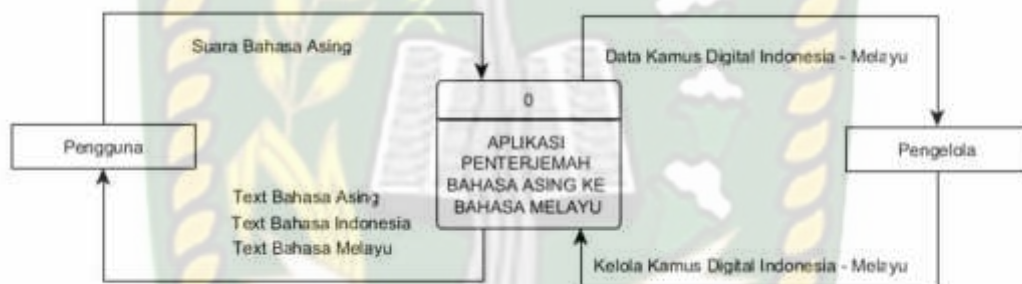 Suara Bahasa Asing
Data Kamus Digital Indonesia - Melayu
0
Pengguna
APLIKASI
PENTERJEMAH
BAHASA ASING KE
BAHASA MELAYU
Pengelola
Text Bahasa Asing
Text Bahasa Indonesia
Text Bahasa Melayu
Kelola Kamus Digital Indonesia - Melayu